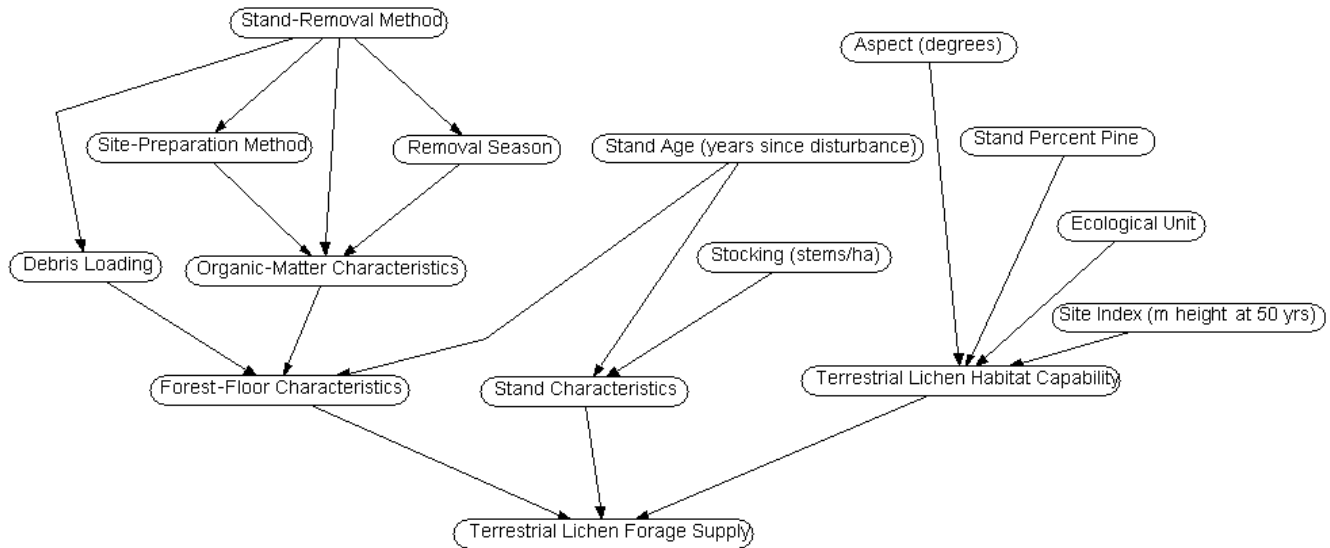 Stand-Removal Method
Aspect (degrees)
Site-Preparation Method
Removal Season
Stand Age (years since disturbance)
Stand Percent Pine
Ecological Unit
Debris Loading
Organic-Matter Characteristics
Stocking (stems/ha)
Site Index (m height at 50 yrs)
Forest-Floor Characteristics
Stand Characteristics
Terrestrial Lichen Habitat Capability
Terrestrial Lichen Forage Supply